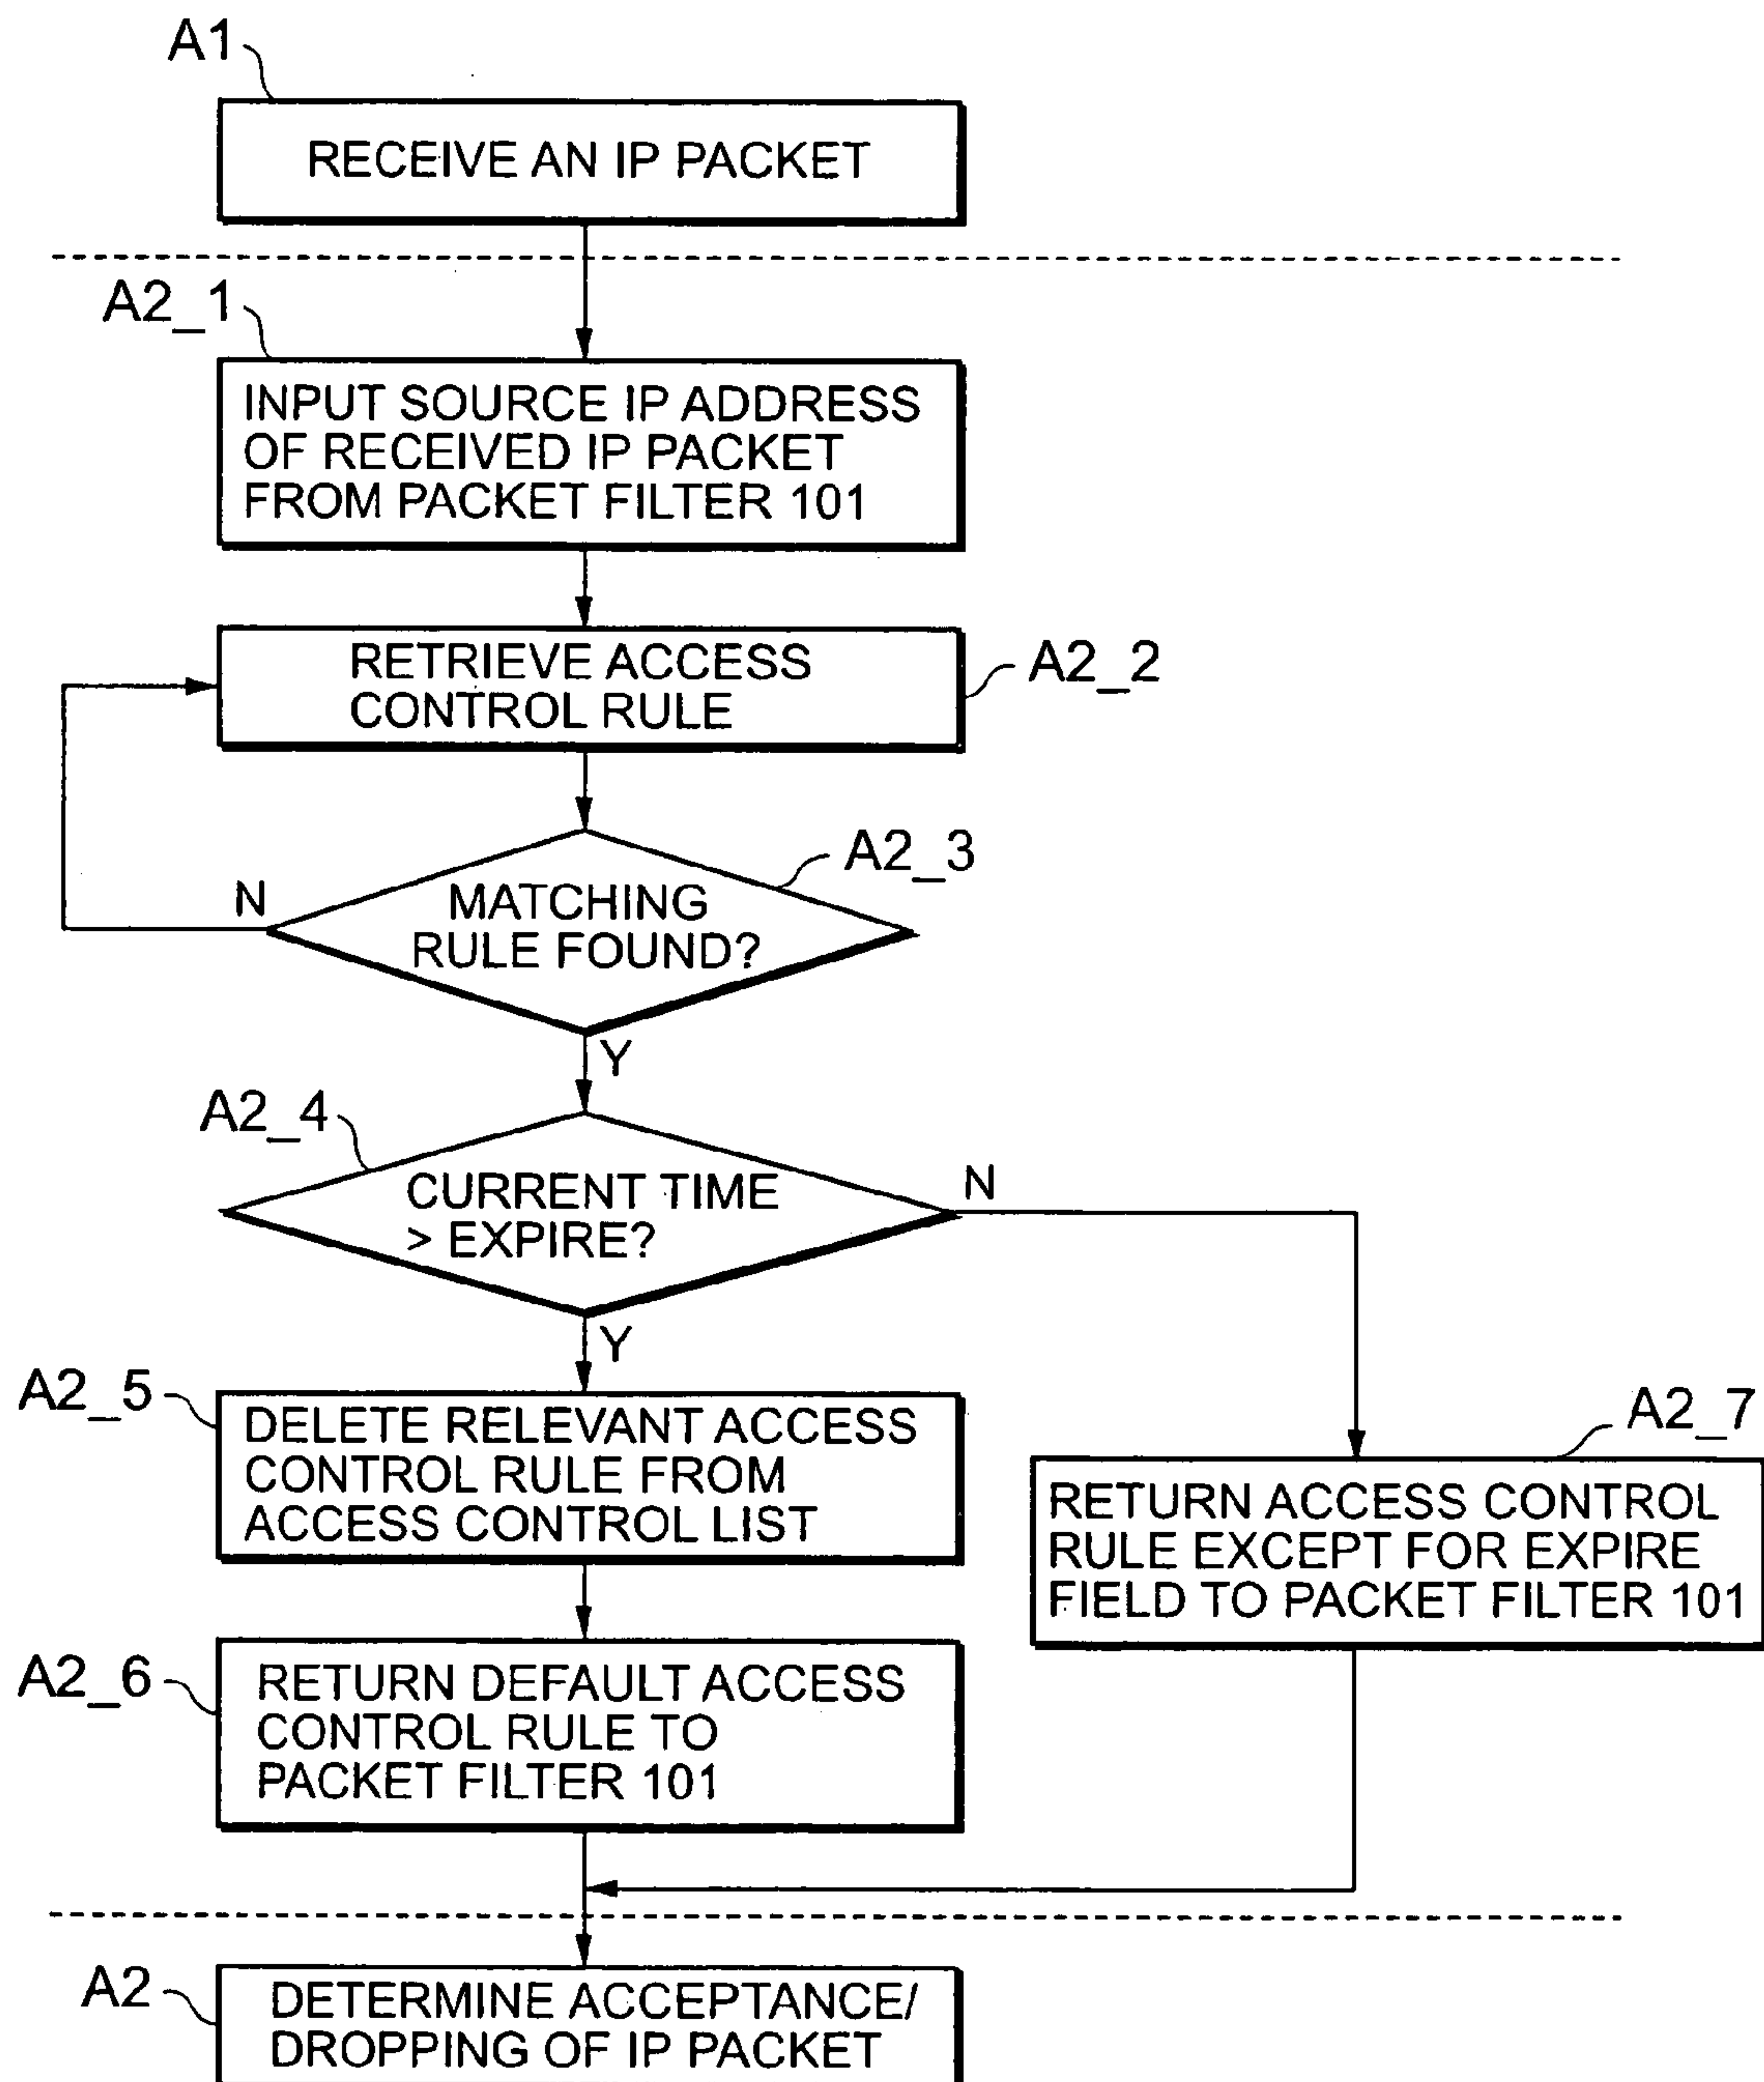 A1
RECEIVE AN IP PACKET
A2_1
INPUT SOURCE IP ADDRESS
OF RECEIVED IP PACKET
FROM PACKET FILTER 101
RETRIEVE ACCESS
CONTROL RULE
A2_2
A2_3
N
MATCHING
RULE FOUND?
Y
A2_4
CURRENT TIME
> EXPIRE?
N
Y
A2_5
DELETE RELEVANT ACCESS
CONTROL RULE FROM
ACCESS CONTROL LIST
A2_7
RETURN ACCESS CONTROL
RULE EXCEPT FOR EXPIRE
FIELD TO PACKET FILTER 101
A2_6
RETURN DEFAULT ACCESS
CONTROL RULE TO
PACKET FILTER 101
A2
DETERMINE ACCEPTANCE/
DROPPING OF IP PACKET